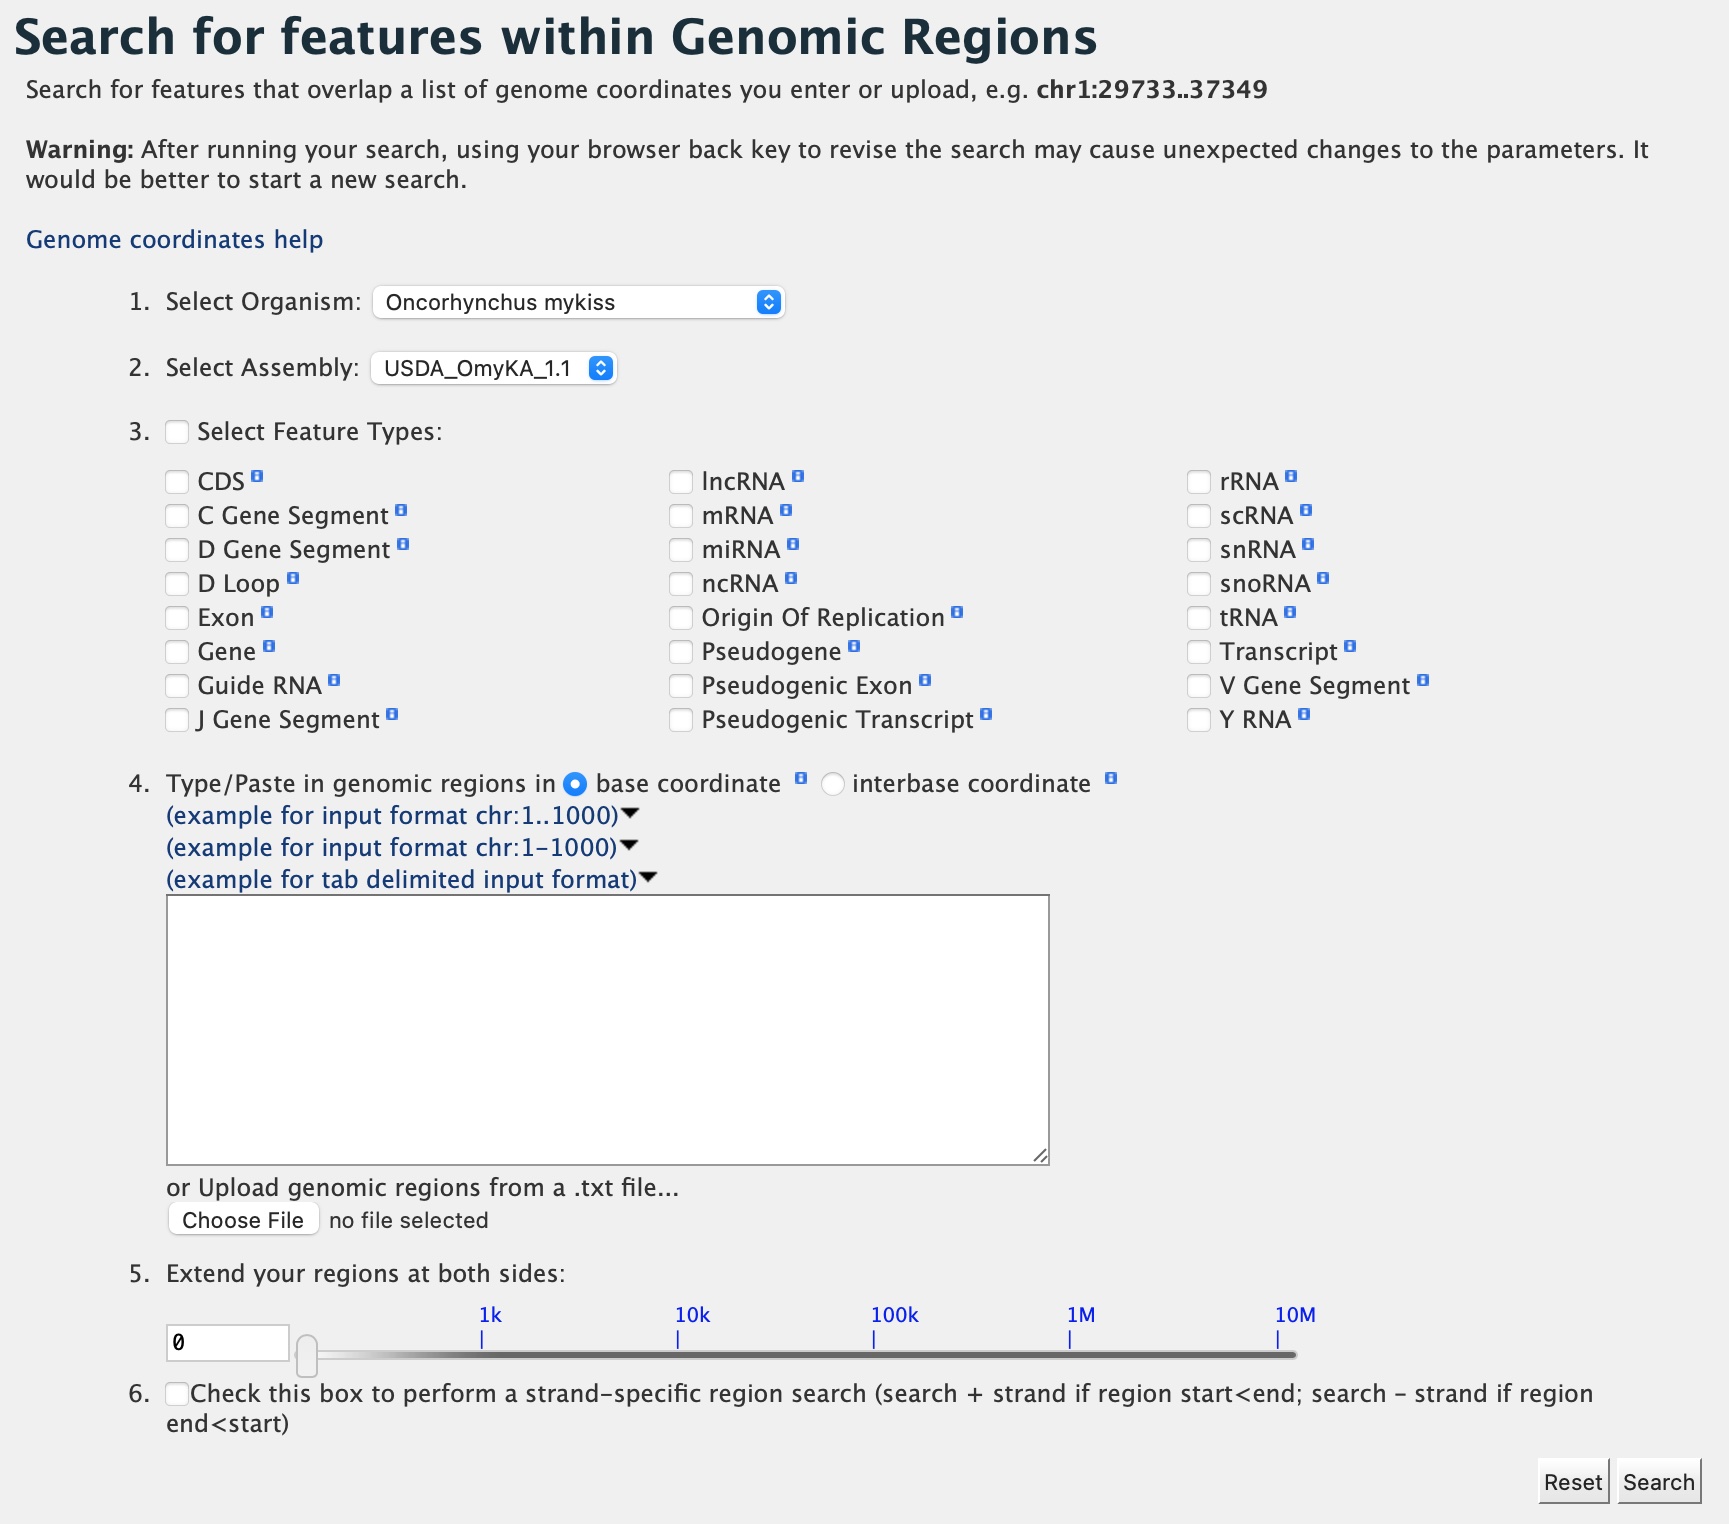 Search for features within Genomic Regions
Search for features that overlap a list of genome coordinates you enter or upload, e.g. chr1:29733..37349
Warning: After running your search, using your browser back key to revise the search may cause unexpected changes to the parameters. It
would be better to start a new search.
Genome coordinates help
1. Select Organism: Oncorhynchus mykiss
2. Select Assembly: USDA_OmyKA_1.1
3. Select Feature Types:
CDS lncRNA rRNA
C Gene Segment mRNA scRNA
D Gene Segment miRNA snRNA
D Loop ncRNA snoRNA
Exon Origin Of Replication tRNA
Gene Pseudogene Transcript
Guide RNA Pseudogenic Exon V Gene Segment
J Gene Segment Pseudogenic Transcript Y RNA
4. Type/Paste in genomic regions in base coordinate interbase coordinate
(example for input format chr:1..1000)
(example for input format chr:1-1000)
(example for tab delimited input format)
or Upload genomic regions from a .txt file...
Choose File no file selected
5. Extend your regions at both sides:
1k 10k 100k 1M 10M
0
6. Check this box to perform a strand-specific region search (search + strand if region start<end; search - strand if region
end<start)
Reset Search